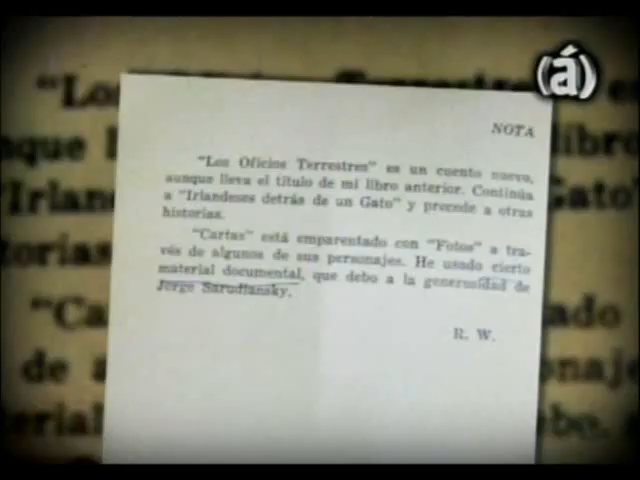 (á)
NOTA
"Los Oficios Terrestres" es un cuento nuevo,
aunque lleva el título de mi libro anterior. Continúa
a "Irlandeses detrás de un Gato" y precede a otras
historias.
"Cartas" está emparentado con "Fotos" a tra-
vés de algunos de sus personajes. He usado cierto
material documental, que debo a la generosidad de
Jorge Sarudiansky.
R. W.